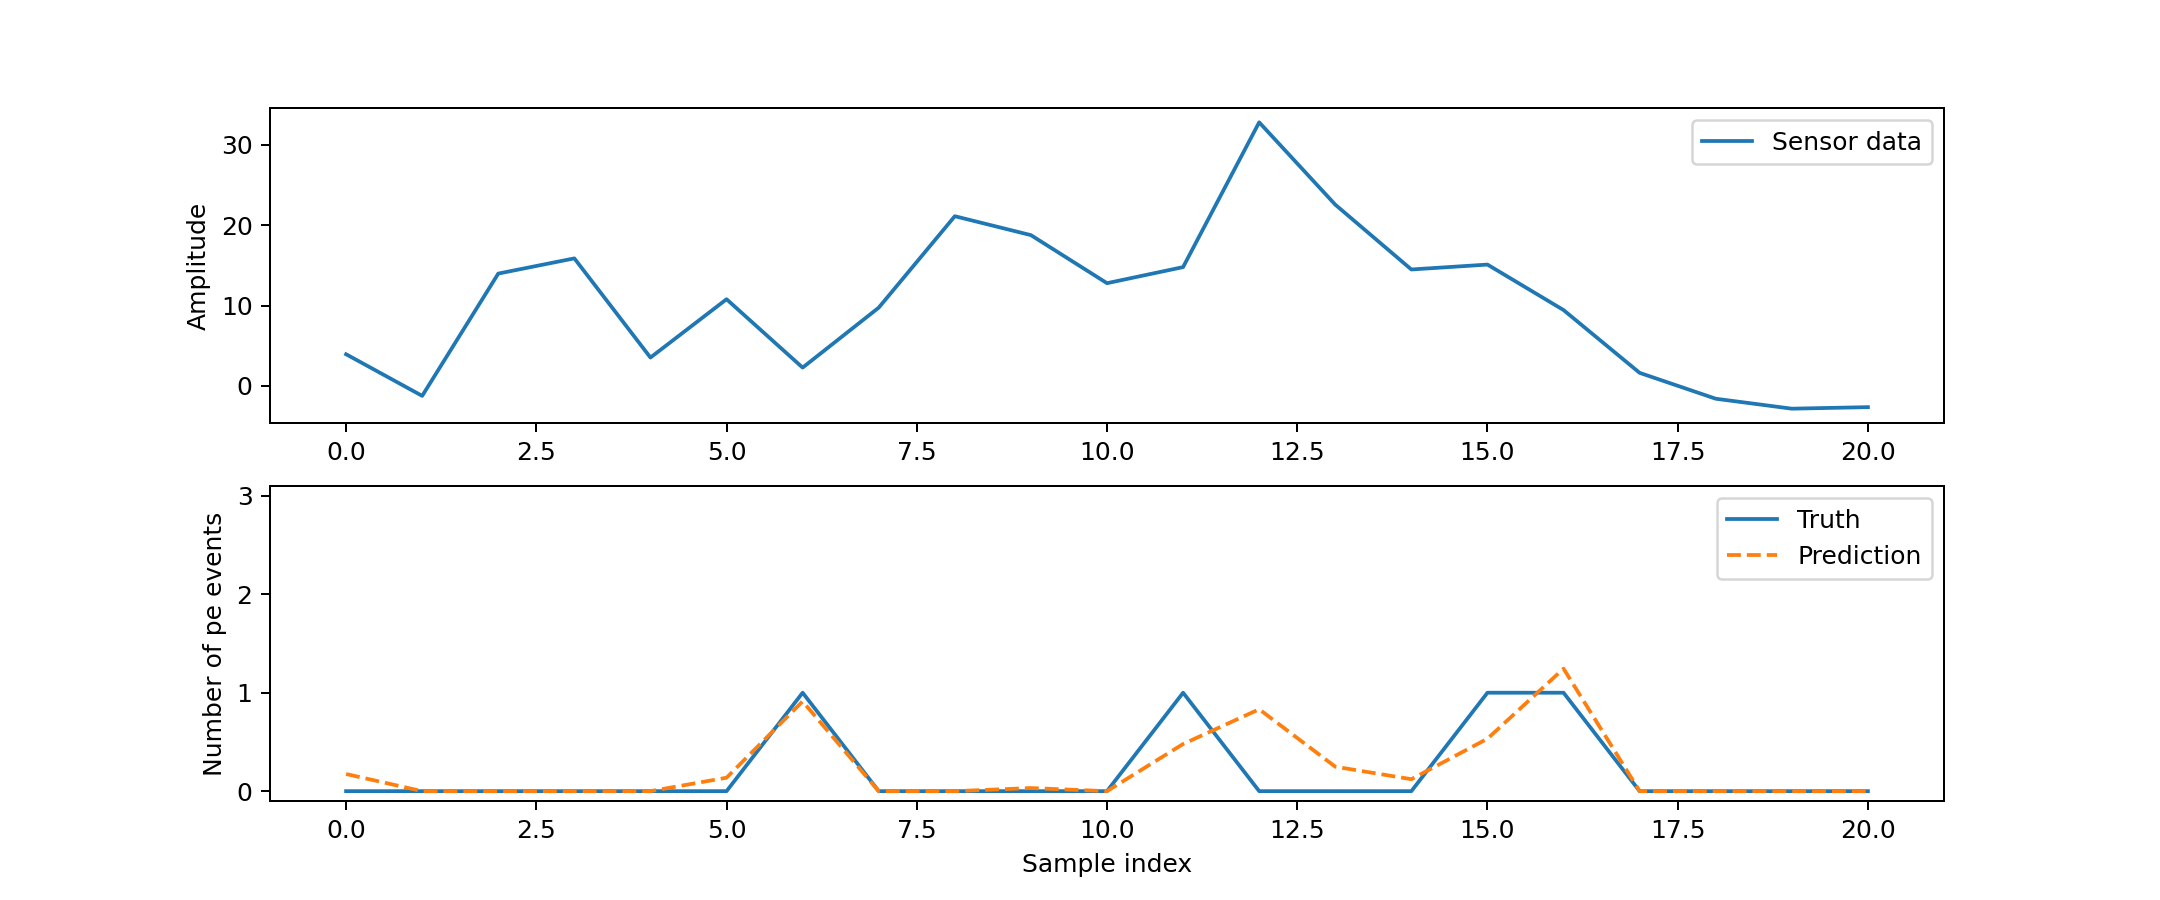 Sensor data
Amplitude
30
20
10
0
0.0 2.5 5.0 7.5 10.0 12.5 15.0 17.5 20.0
Truth
Prediction
Number of pe events
3
2
1
0
0.0 2.5 5.0 7.5 10.0 12.5 15.0 17.5 20.0
Sample index